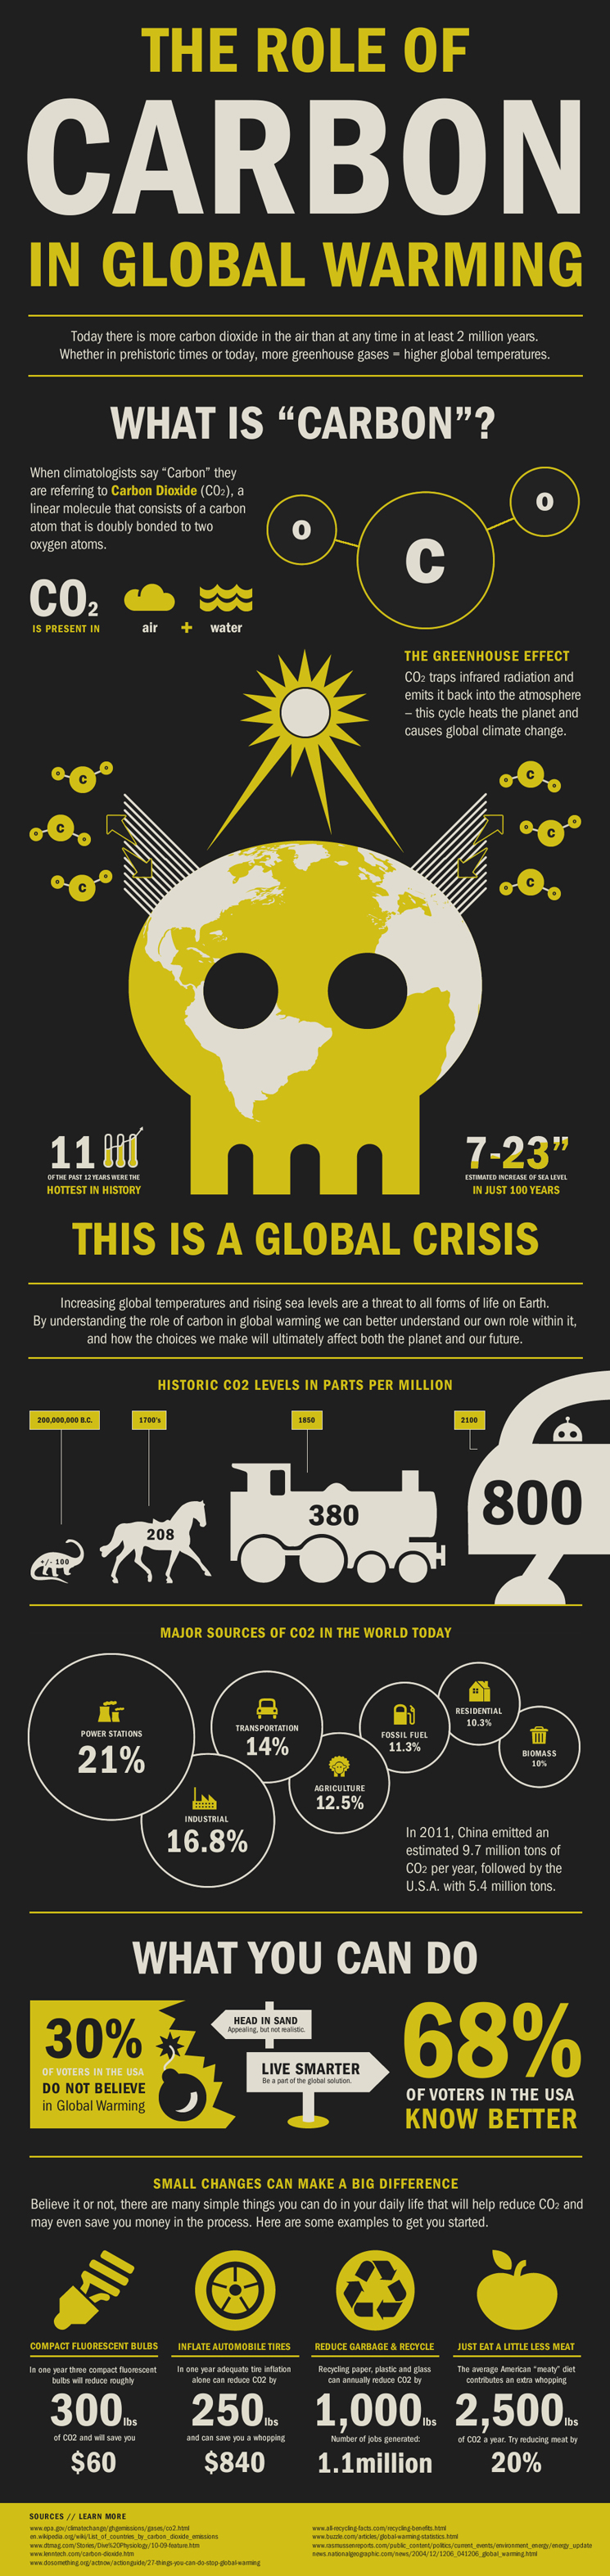 THE ROLE OF
CARBON
IN GLOBAL WARMING
Today there is more carbon dioxide in the air than at any time in at least 2 million years.
Whether in prehistoric times or today, more greenhouse gases = higher global temperatures.
WHAT IS “CARBON”?
When climatologists say “Carbon” they
are referring to Carbon Dioxide (CO2), a
linear molecule that consists of a carbon
atom that is doubly bonded to two
oxygen atoms.
O
C
O
CO2
IS PRESENT IN
air + water
THE GREENHOUSE EFFECT
CO2 traps infrared radiation and
emits it back into the atmosphere
– this cycle heats the planet and
causes global climate change.
O C O
O C O
O C O
O C O
O C O
O C O
11
OF THE PAST 12 YEARS WERE THE
HOTTEST IN HISTORY
7-23”
ESTIMATED INCREASE OF SEA LEVEL
IN JUST 100 YEARS
THIS IS A GLOBAL CRISIS
Increasing global temperatures and rising sea levels are a threat to all forms of life on Earth.
By understanding the role of carbon in global warming we can better understand our own role within it,
and how the choices we make will ultimately affect both the planet and our future.
HISTORIC CO2 LEVELS IN PARTS PER MILLION
200,000,000 B.C.
1700's
1850
2100
+/- 100
208
380
800
MAJOR SOURCES OF CO2 IN THE WORLD TODAY
POWER STATIONS
21%
INDUSTRIAL
16.8%
TRANSPORTATION
14%
AGRICULTURE
12.5%
FOSSIL FUEL
11.3%
RESIDENTIAL
10.3%
BIOMASS
10%
In 2011, China emitted an
estimated 9.7 million tons of
CO2 per year, followed by the
U.S.A. with 5.4 million tons.
WHAT YOU CAN DO
30%
OF VOTERS IN THE USA
DO NOT BELIEVE
in Global Warming
HEAD IN SAND
Appealing, but not realistic.
LIVE SMARTER
Be a part of the global solution.
68%
OF VOTERS IN THE USA
KNOW BETTER
SMALL CHANGES CAN MAKE A BIG DIFFERENCE
Believe it or not, there are many simple things you can do in your daily life that will help reduce CO2 and
may even save you money in the process. Here are some examples to get you started.
COMPACT FLUORESCENT BULBS
In one year three compact fluorescent
bulbs will reduce roughly
300 lbs
of CO2 and will save you
$60
INFLATE AUTOMOBILE TIRES
In one year adequate tire inflation
alone can reduce CO2 by
250 lbs
and can save you a whopping
$840
REDUCE GARBAGE & RECYCLE
Recycling paper, plastic and glass
can annually reduce CO2 by
1,000 lbs
Number of jobs generated:
1.1million
JUST EAT A LITTLE LESS MEAT
The average American “meaty” diet
contributes an extra whopping
2,500 lbs
of CO2 a year. Try reducing meat by
20%
SOURCES // LEARN MORE
www.epa.gov/climatechange/ghgemissions/gases/co2.html
en.wikipedia.org/wiki/List_of_countries_by_carbon_dioxide_emissions
www.dtmag.com/Stories/Dive%20Physiology/10-09-feature.htm
www.lenntech.com/carbon-dioxide.htm
www.dosomething.org/actnow/actionguide/27-things-you-can-do-stop-global-warming
www.all-recycling-facts.com/recycling-benefits.html
www.buzzle.com/articles/global-warming-statistics.html
www.rasmussenreports.com/public_content/politics/current_events/environment_energy/energy_update
news.nationalgeographic.com/news/2004/12/1206_041206_global_warming.html